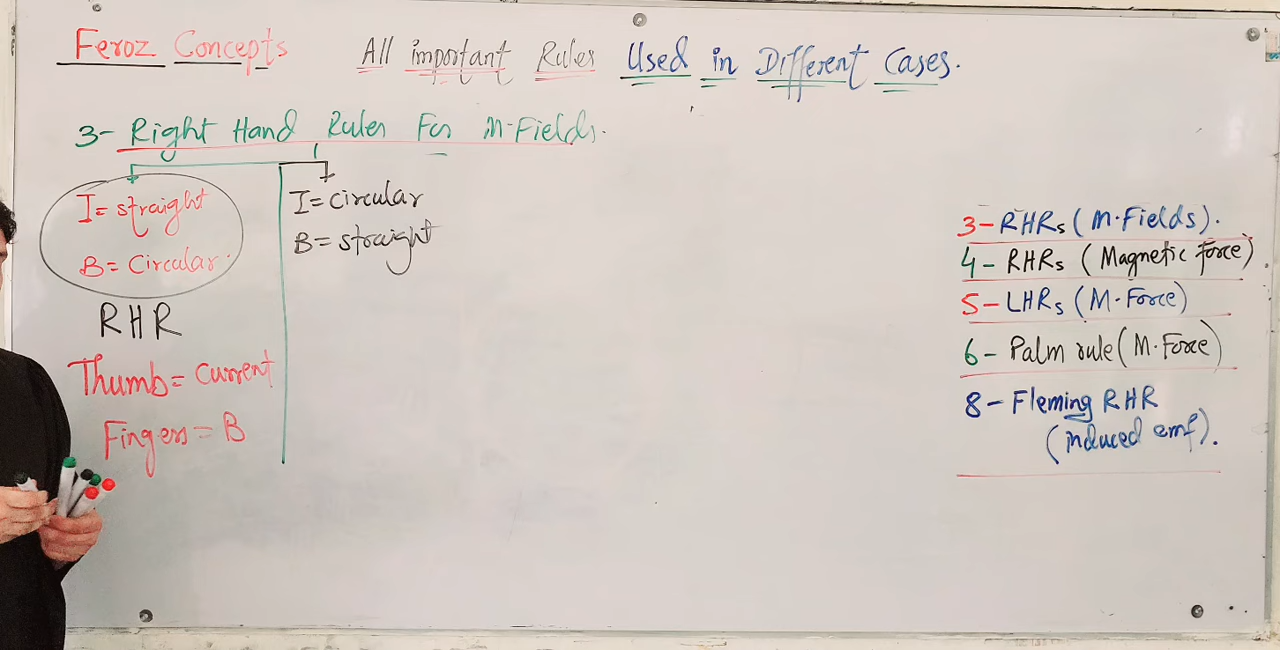 Feroz Concepts
All important Rules Used in Different Cases.
3- Right Hand Rules For M-Fields.
I= straight
B= Circular.
RHR
Thumb= current
Fingers = B
I= circular
B= straight
3- RHRs (M.Fields).
4- RHRs (Magnetic force)
5- LHRs (M.Force)
6- Palm rule (M.Force)
8- Fleming RHR
(induced emf).